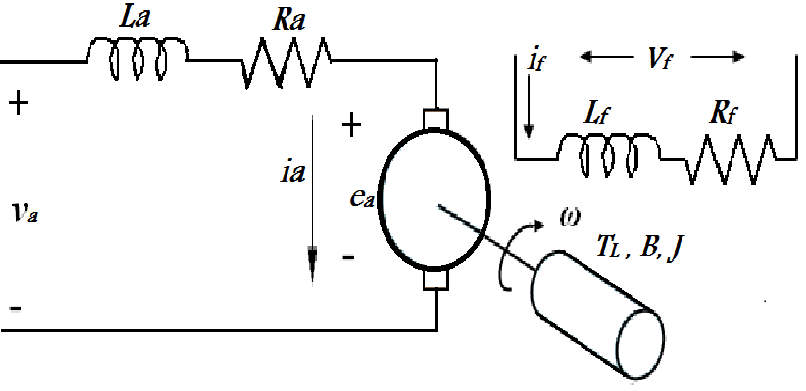 La Ra
if Vf
+ + Lf Rf
ia
va ea
ω
- TL , B, J
-